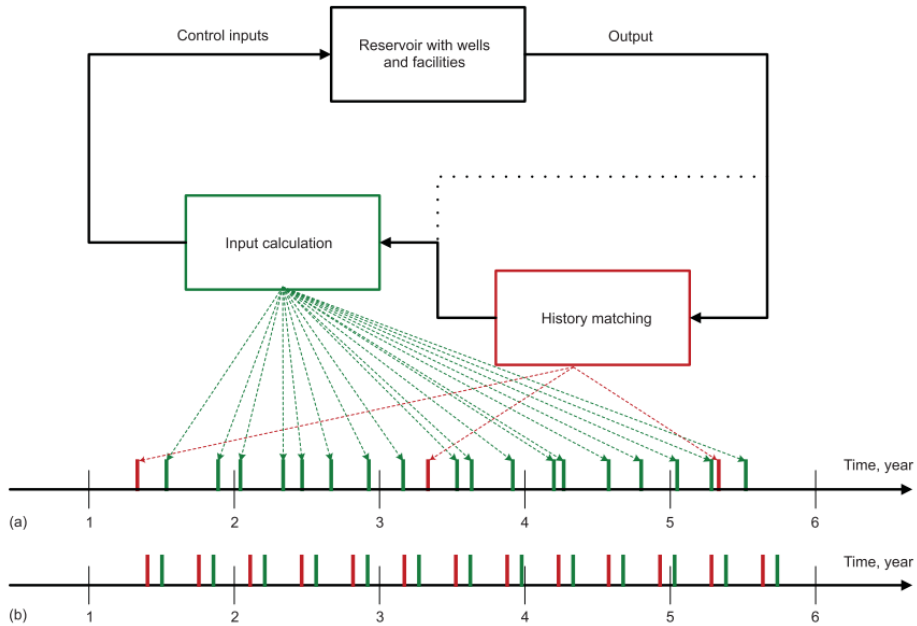 Control inputs
Reservoir with wells
and facilities
Output
Input calculation
History matching
Time, year
(a) 1 2 3 4 5 6
Time, year
(b) 1 2 3 4 5 6